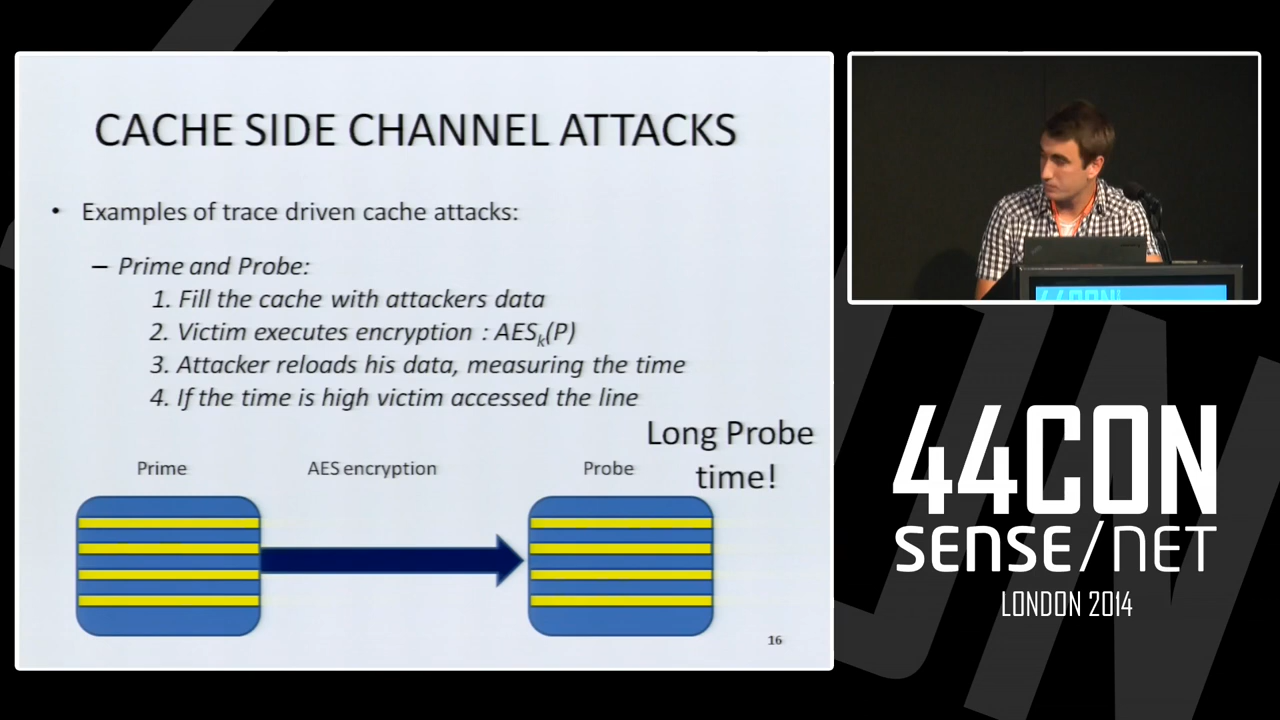 CACHE SIDE CHANNEL ATTACKS
• Examples of trace driven cache attacks:
– Prime and Probe:
1. Fill the cache with attackers data
2. Victim executes encryption : AESk(P)
3. Attacker reloads his data, measuring the time
4. If the time is high victim accessed the line
Long Probe
time!
Prime
AES encryption
Probe
16
44CON
44CON
SENSE/NET
LONDON 2014